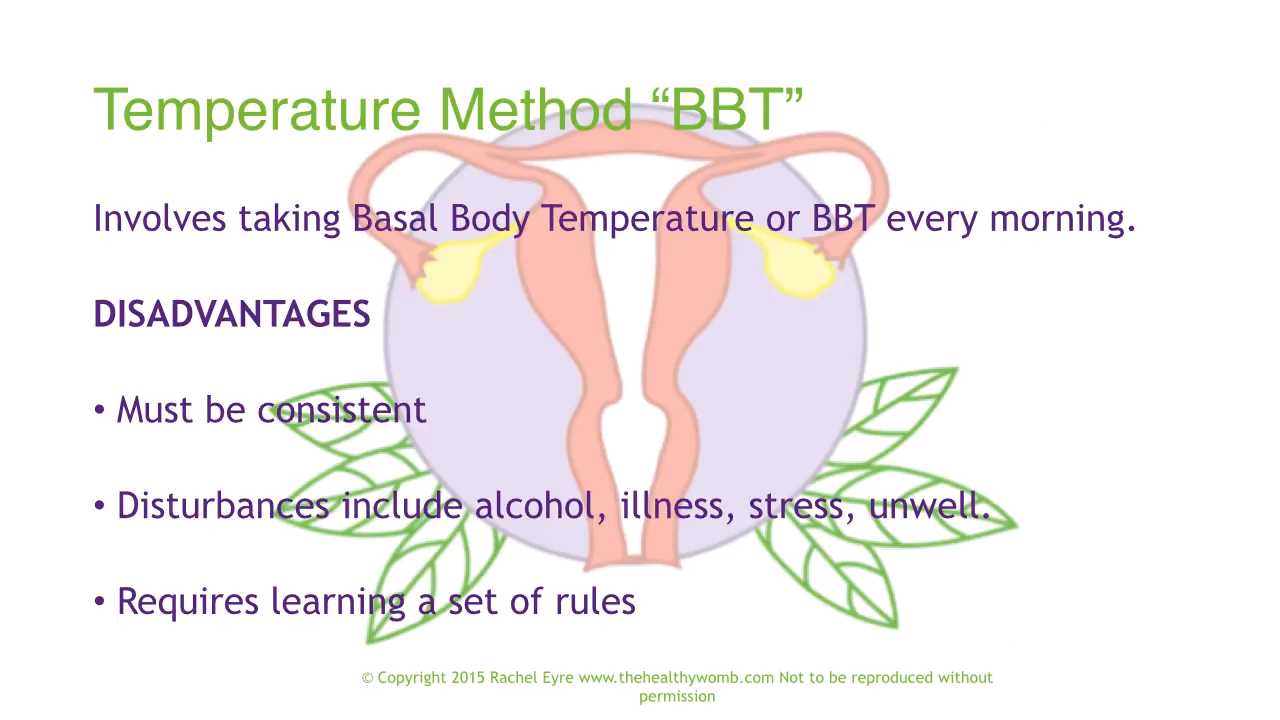 Temperature Method “BBT”
Involves taking Basal Body Temperature or BBT every morning.
DISADVANTAGES
• Must be consistent
• Disturbances include alcohol, illness, stress, unwell.
• Requires learning a set of rules
© Copyright 2015 Rachel Eyre www.thehealthywomb.com Not to be reproduced without
permission